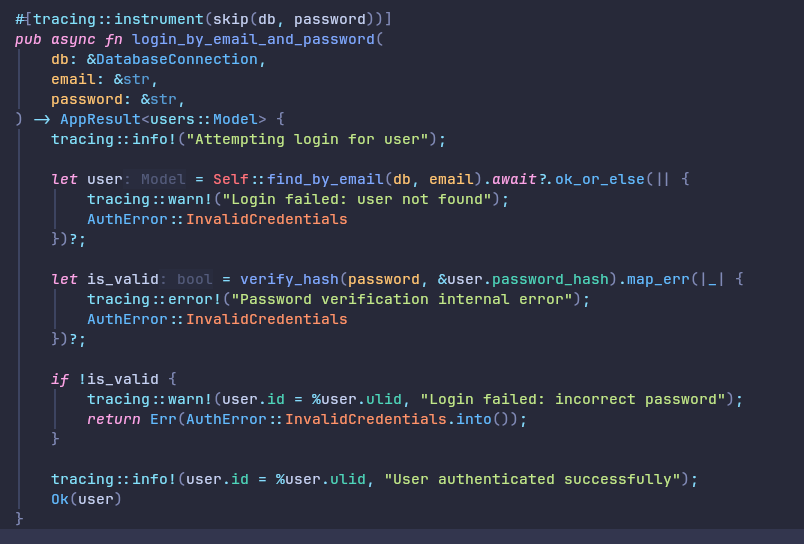 #[tracing::instrument(skip(db, password))]
pub async fn login_by_email_and_password(
    db: &DatabaseConnection,
    email: &str,
    password: &str,
) -> AppResult<users::Model> {
    tracing::info!("Attempting login for user");

    let user: Model = Self::find_by_email(db, email).await?.ok_or_else(|| {
        tracing::warn!("Login failed: user not found");
        AuthError::InvalidCredentials
    })?;

    let is_valid: bool = verify_hash(password, &user.password_hash).map_err(|_| {
        tracing::error!("Password verification internal error");
        AuthError::InvalidCredentials
    })?;

    if !is_valid {
        tracing::warn!(user.id = %user.ulid, "Login failed: incorrect password");
        return Err(AuthError::InvalidCredentials.into());
    }

    tracing::info!(user.id = %user.ulid, "User authenticated successfully");
    Ok(user)
}